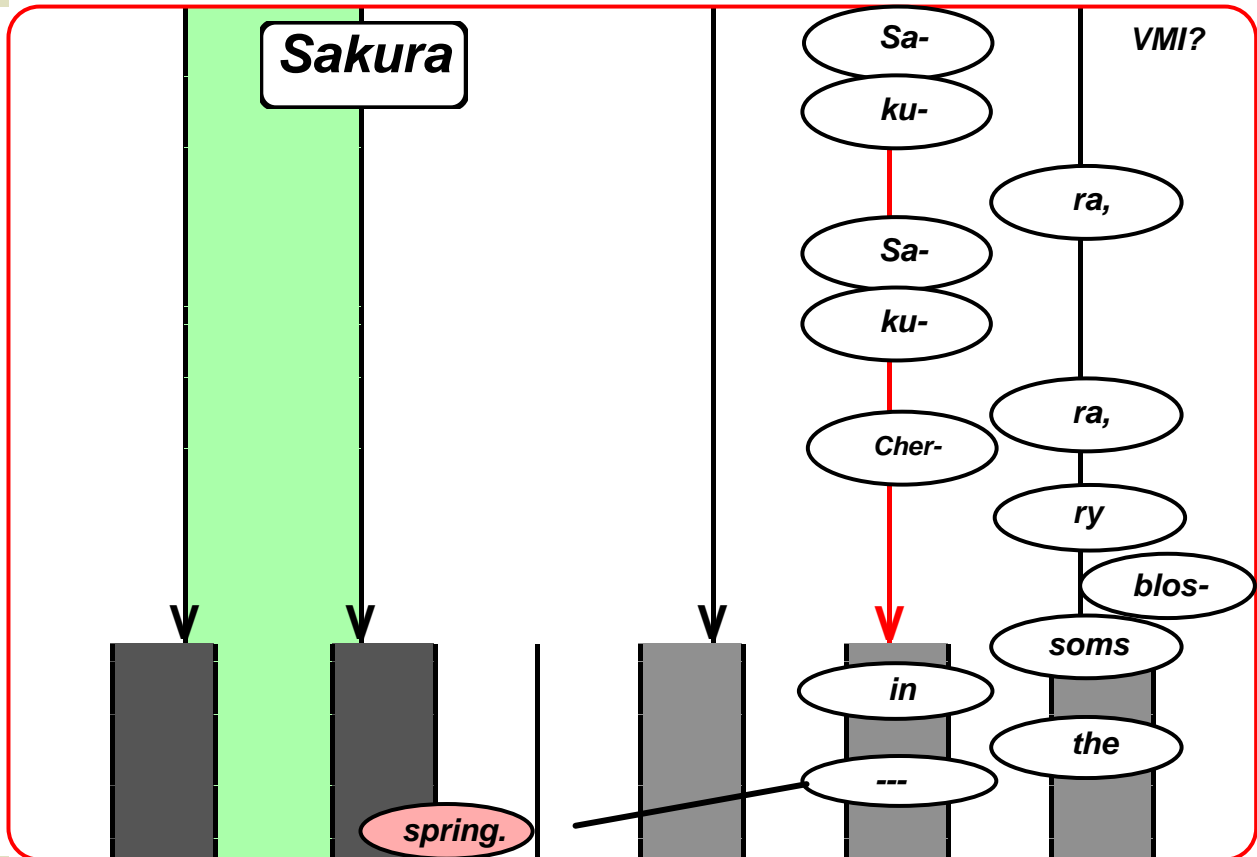 Sakura
VMI?
Sa-
ku-
ra,
Sa-
ku-
ra,
Cher-
ry
blos-
soms
in
the
---
spring.